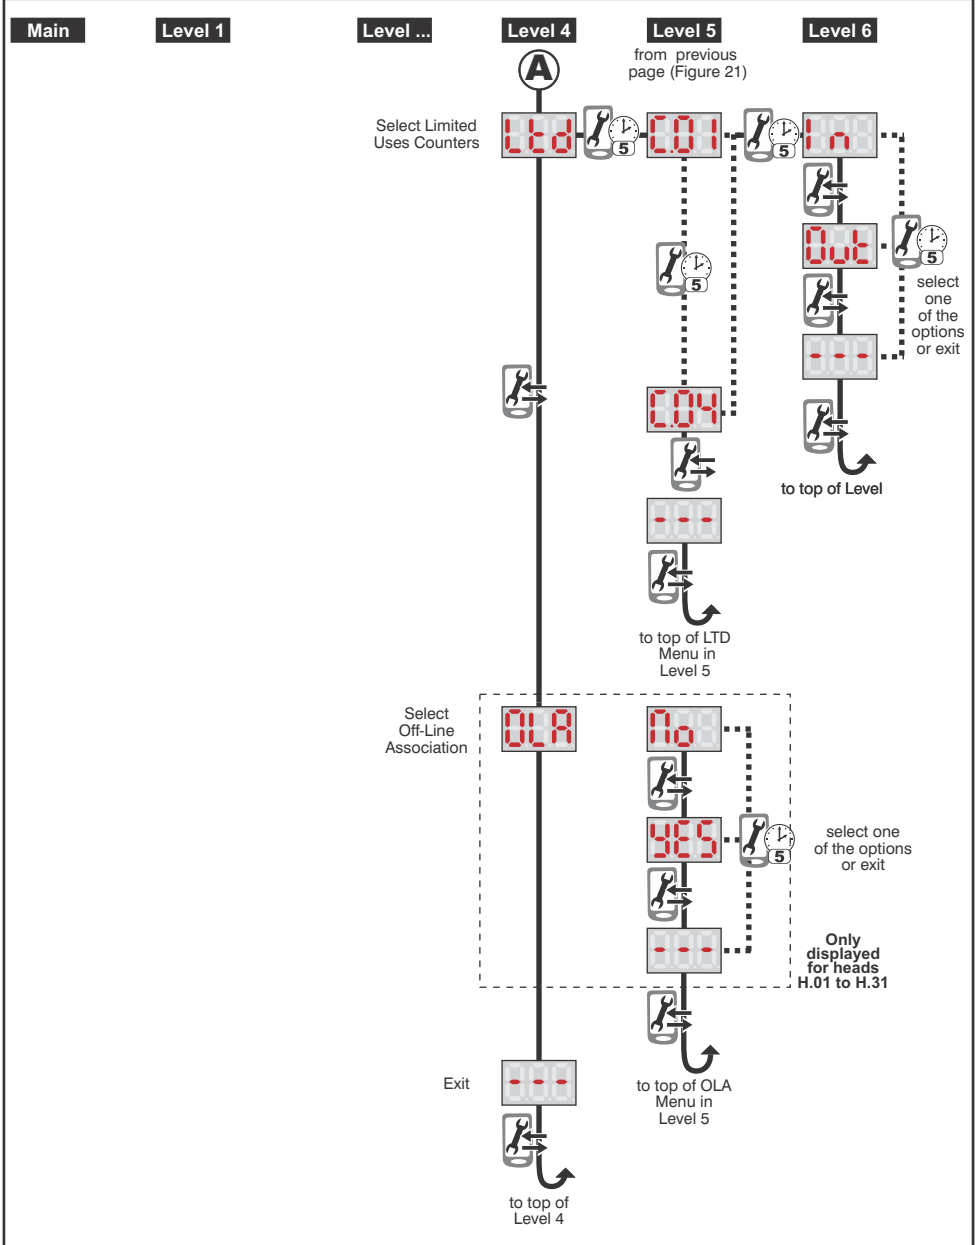 Main
Level 1
Level ...
Level 4
Level 5
Level 6
from previous
page (Figure 21)
A
Select Limited
Uses Counters
Ltd
5
C.01
5
In
5
Out
5
select
one
of the
options
or exit
- - -
C.04
to top of Level
- - -
to top of LTD
Menu in
Level 5
Select
Off-Line
Association
OLA
No
YES
5
select one
of the options
or exit
- - -
Only
displayed
for heads
H.01 to H.31
Exit
- - -
to top of OLA
Menu in
Level 5
to top of
Level 4